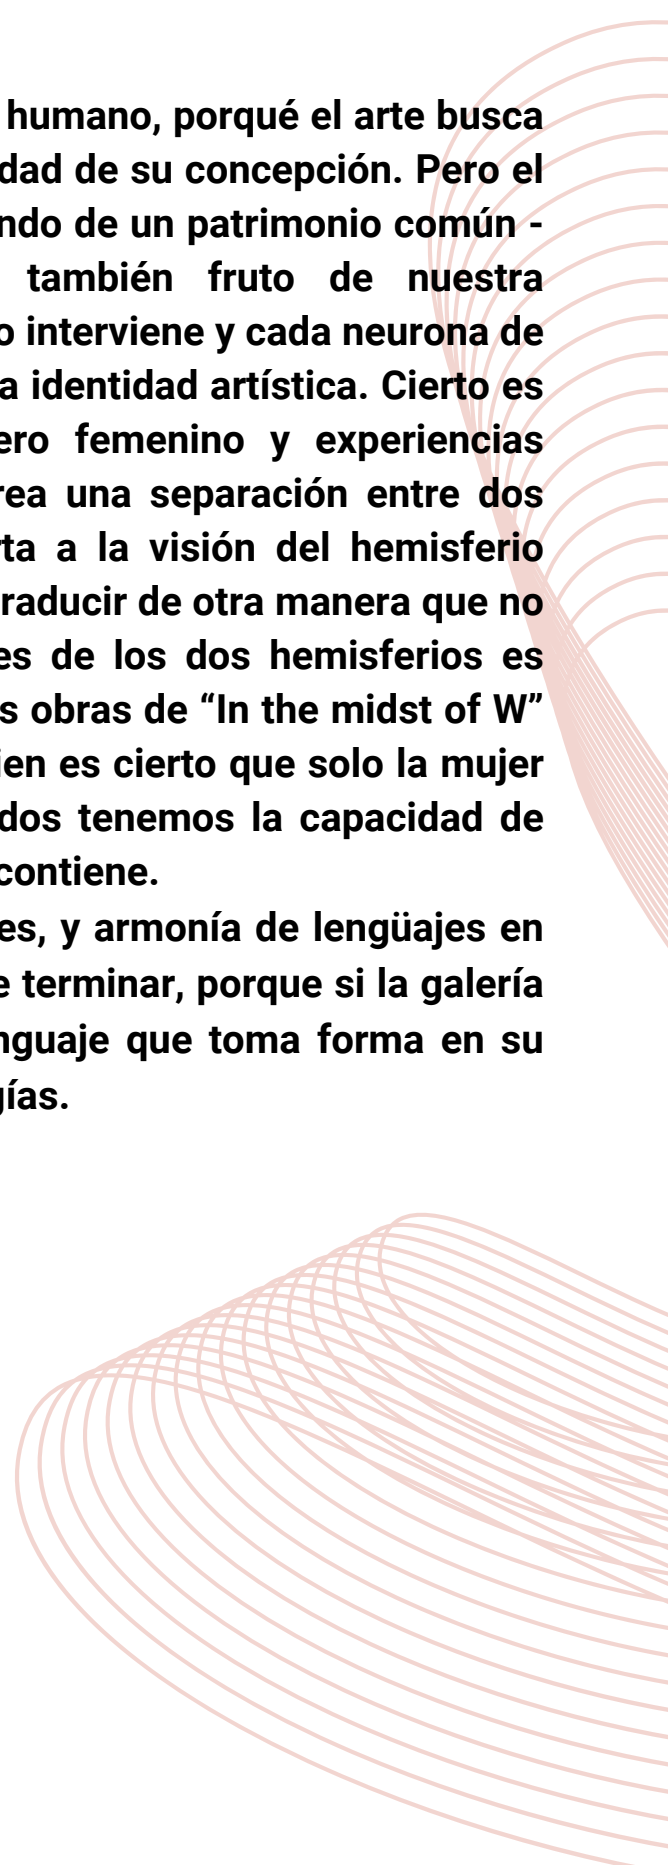 humano, porqué el arte busca
dad de su concepción. Pero el
ndo de un patrimonio común -
también fruto de nuestra
o interviene y cada neurona de
a identidad artística. Cierto es
ero femenino y experiencias
rea una separación entre dos
rta a la visión del hemisferio
raducir de otra manera que no
es de los dos hemisferios es
s obras de “In the midst of W”
ien es cierto que solo la mujer
dos tenemos la capacidad de
contiene.
es, y armonía de lengüajes en
e terminar, porque si la galería
nguaje que toma forma en su
gías.